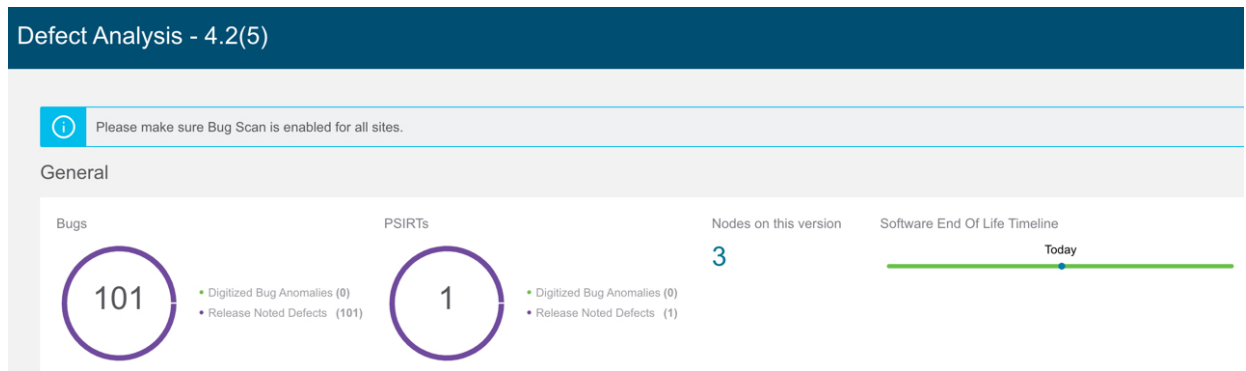 Defect Analysis - 4.2(5)
Please make sure Bug Scan is enabled for all sites.
General
Bugs
101
• Digitized Bug Anomalies (0)
• Release Noted Defects (101)
PSIRTs
1
• Digitized Bug Anomalies (0)
• Release Noted Defects (1)
Nodes on this version
3
Software End Of Life Timeline
Today